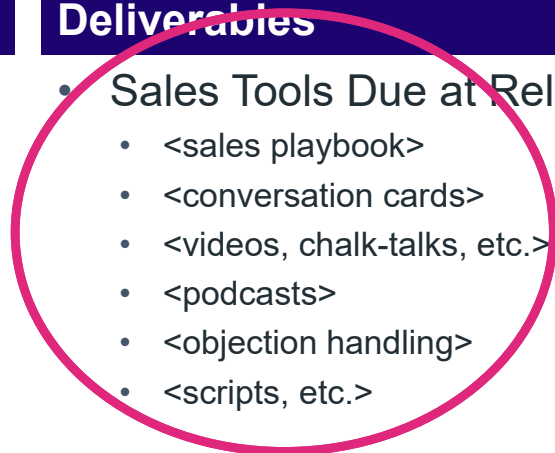 Deliverables
Sales Tools Due at Rel
<sales playbook>
<conversation cards>
<videos, chalk-talks, etc.>
<podcasts>
<objection handling>
<scripts, etc.>